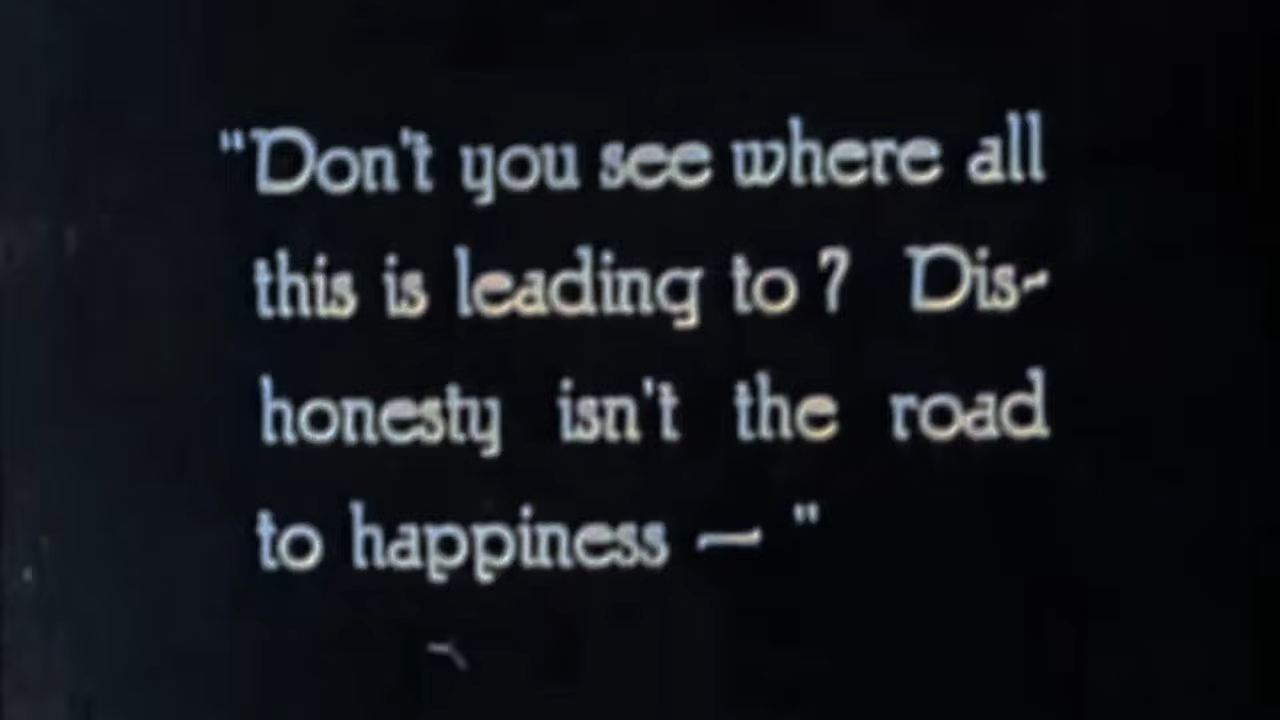 "Don't you see where all
this is leading to? Dis-
honesty isn't the road
to happiness — "